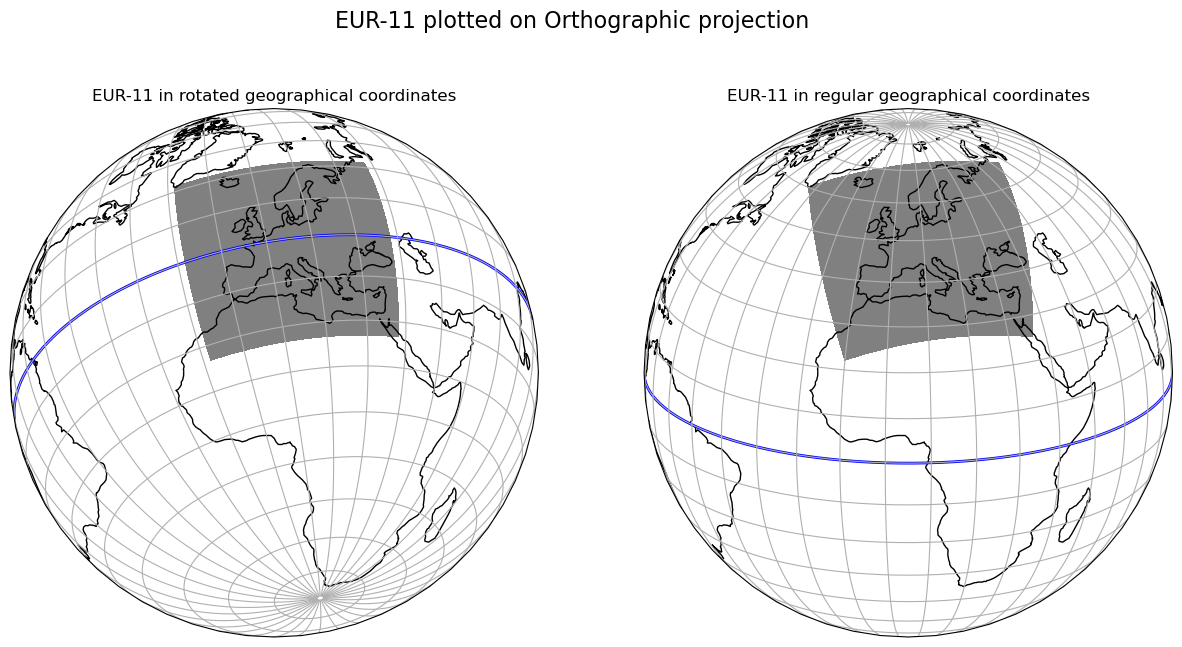 EUR-11 plotted on Orthographic projection
EUR-11 in rotated geographical coordinates
EUR-11 in regular geographical coordinates